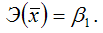 Э(x̄) = β₁.